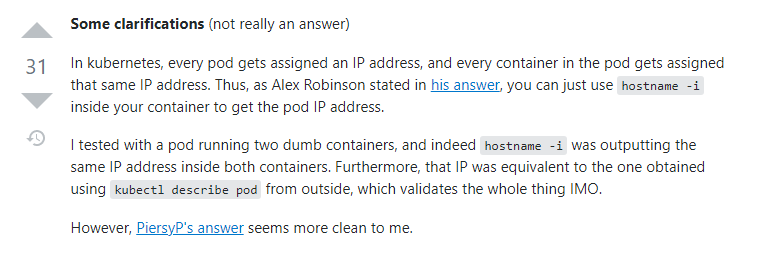 Some clarifications (not really an answer)
31
In kubernetes, every pod gets assigned an IP address, and every container in the pod gets assigned
that same IP address. Thus, as Alex Robinson stated in his answer, you can just use hostname -i
inside your container to get the pod IP address.
I tested with a pod running two dumb containers, and indeed hostname -i was outputting the
same IP address inside both containers. Furthermore, that IP was equivalent to the one obtained
using kubectl describe pod from outside, which validates the whole thing IMO.
However, PiersyP's answer seems more clean to me.